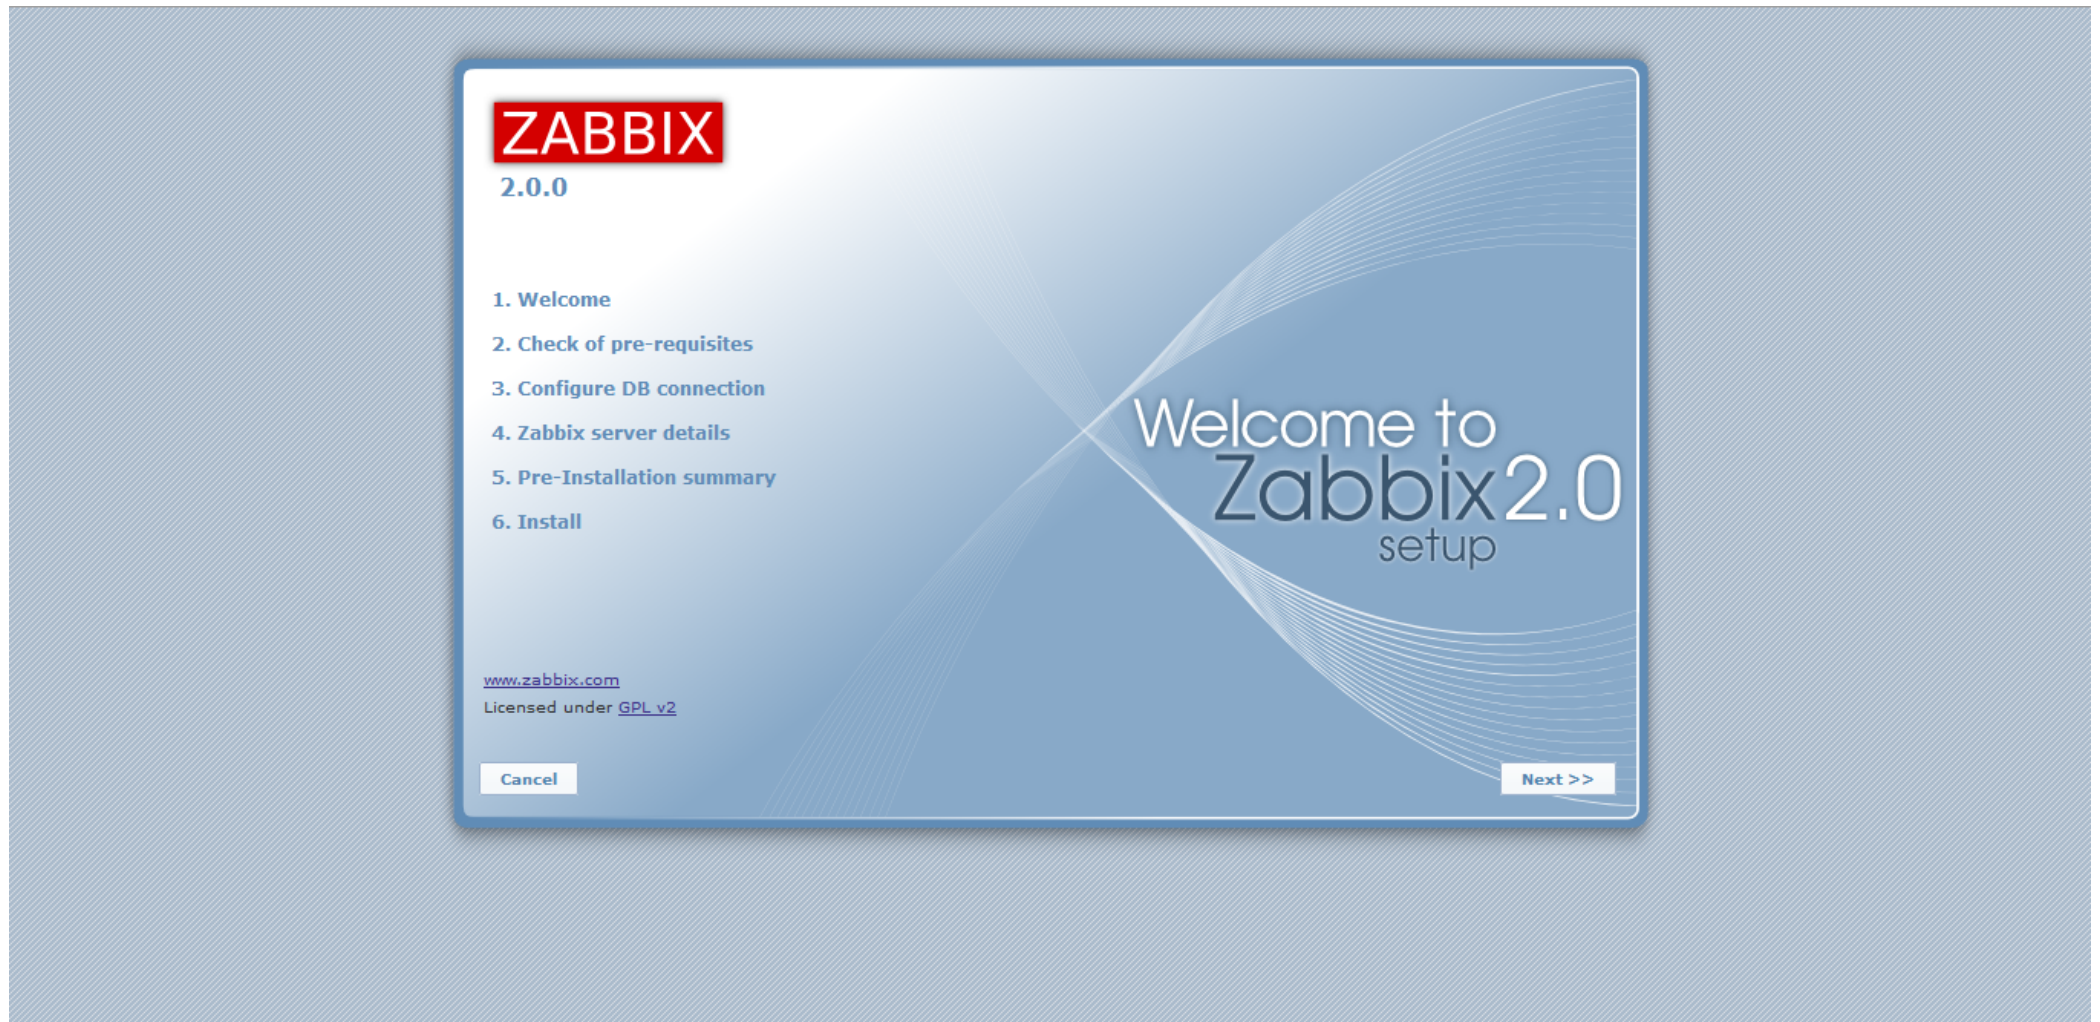 ZABBIX
2.0.0
1. Welcome
2. Check of pre-requisites
3. Configure DB connection
4. Zabbix server details
5. Pre-Installation summary
6. Install
Welcome to
Zabbix 2.0
setup
www.zabbix.com
Licensed under GPL v2
Cancel
Next >>